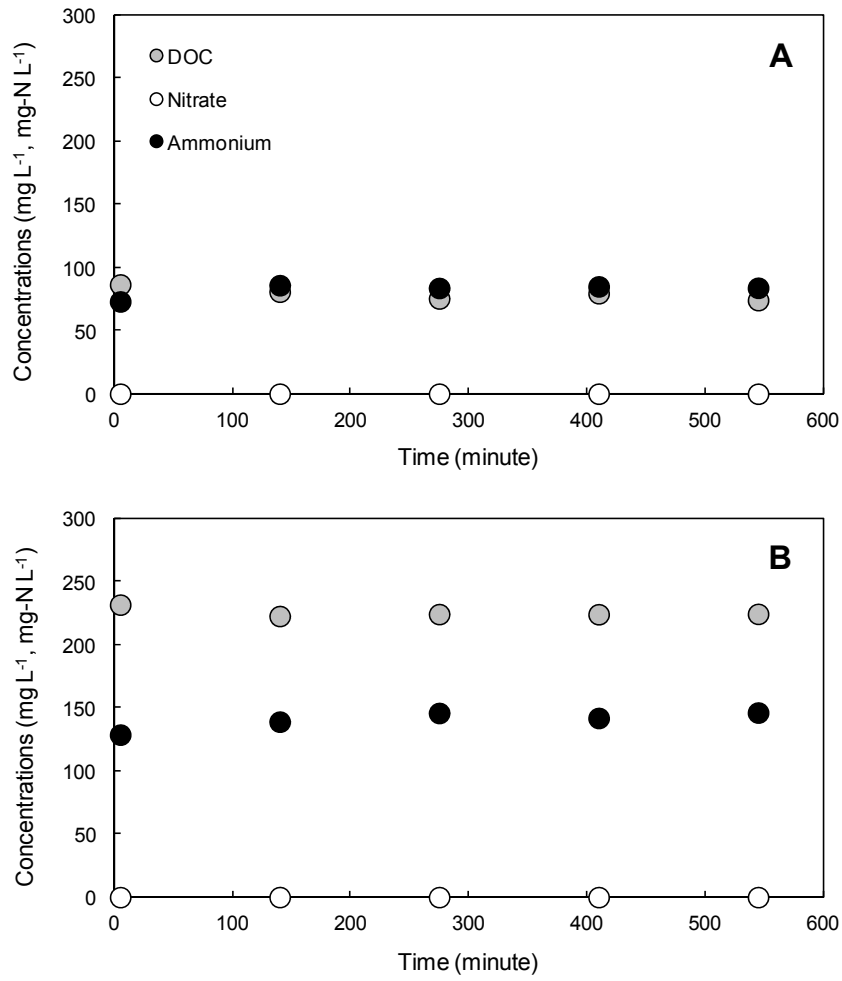 300
250
200
150
100
50
0
Concentrations (mg L-1, mg-N L-1)
DOC
Nitrate
Ammonium
A
0 100 200 300 400 500 600
Time (minute)
300
250
200
150
100
50
0
Concentrations (mg L-1, mg-N L-1)
B
0 100 200 300 400 500 600
Time (minute)